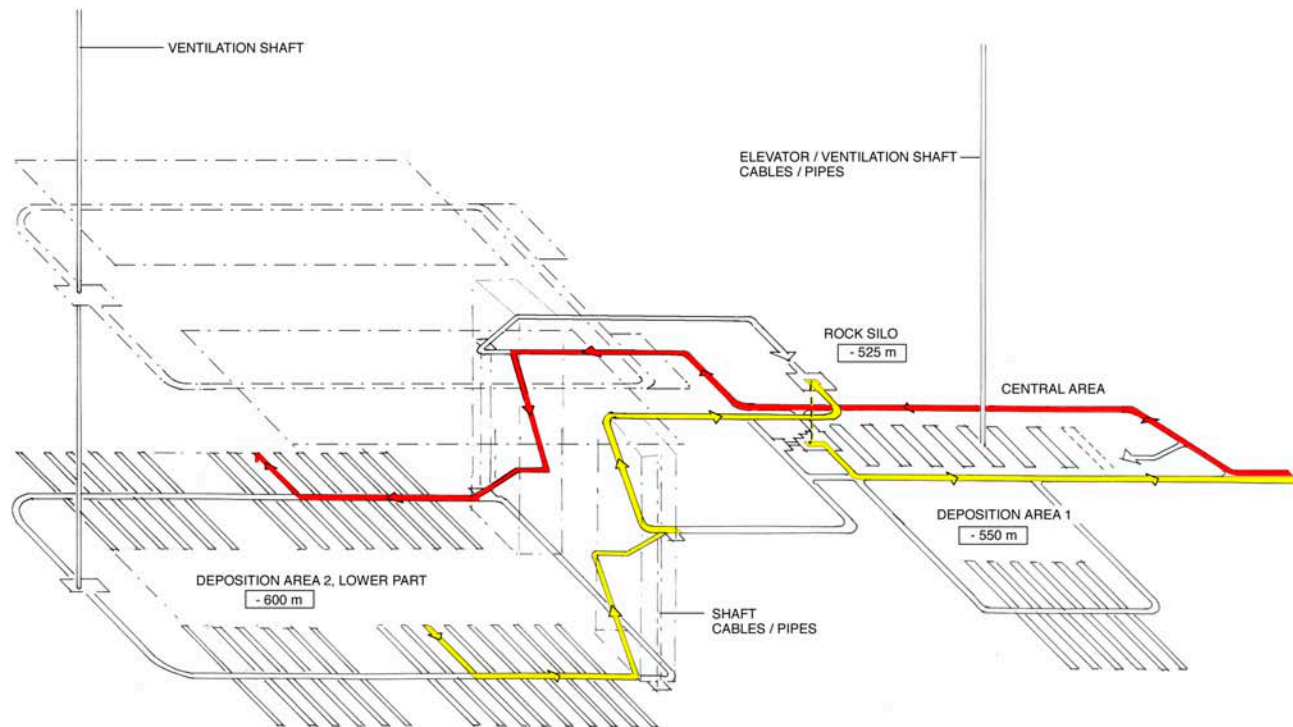 VENTILATION SHAFT
ELEVATOR / VENTILATION SHAFT
CABLES / PIPES
ROCK SILO
- 525 m
CENTRAL AREA
DEPOSITION AREA 1
- 550 m
DEPOSITION AREA 2, LOWER PART
- 600 m
SHAFT
CABLES / PIPES